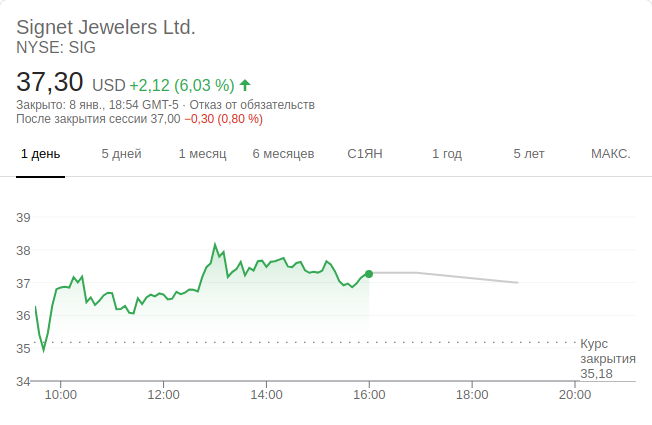 Signet Jewelers Ltd.
NYSE: SIG
37,30 USD +2,12 (6,03 %)
Закрыто: 8 янв., 18:54 GMT-5 · Отказ от обязательств
После закрытия сессии 37,00 −0,30 (0,80 %)
1 день 5 дней 1 месяц 6 месяцев С1ЯН 1 год 5 лет МАКС.
39
38
37
36
35
34
Курс
закрытия
35,18
10:00 12:00 14:00 16:00 18:00 20:00